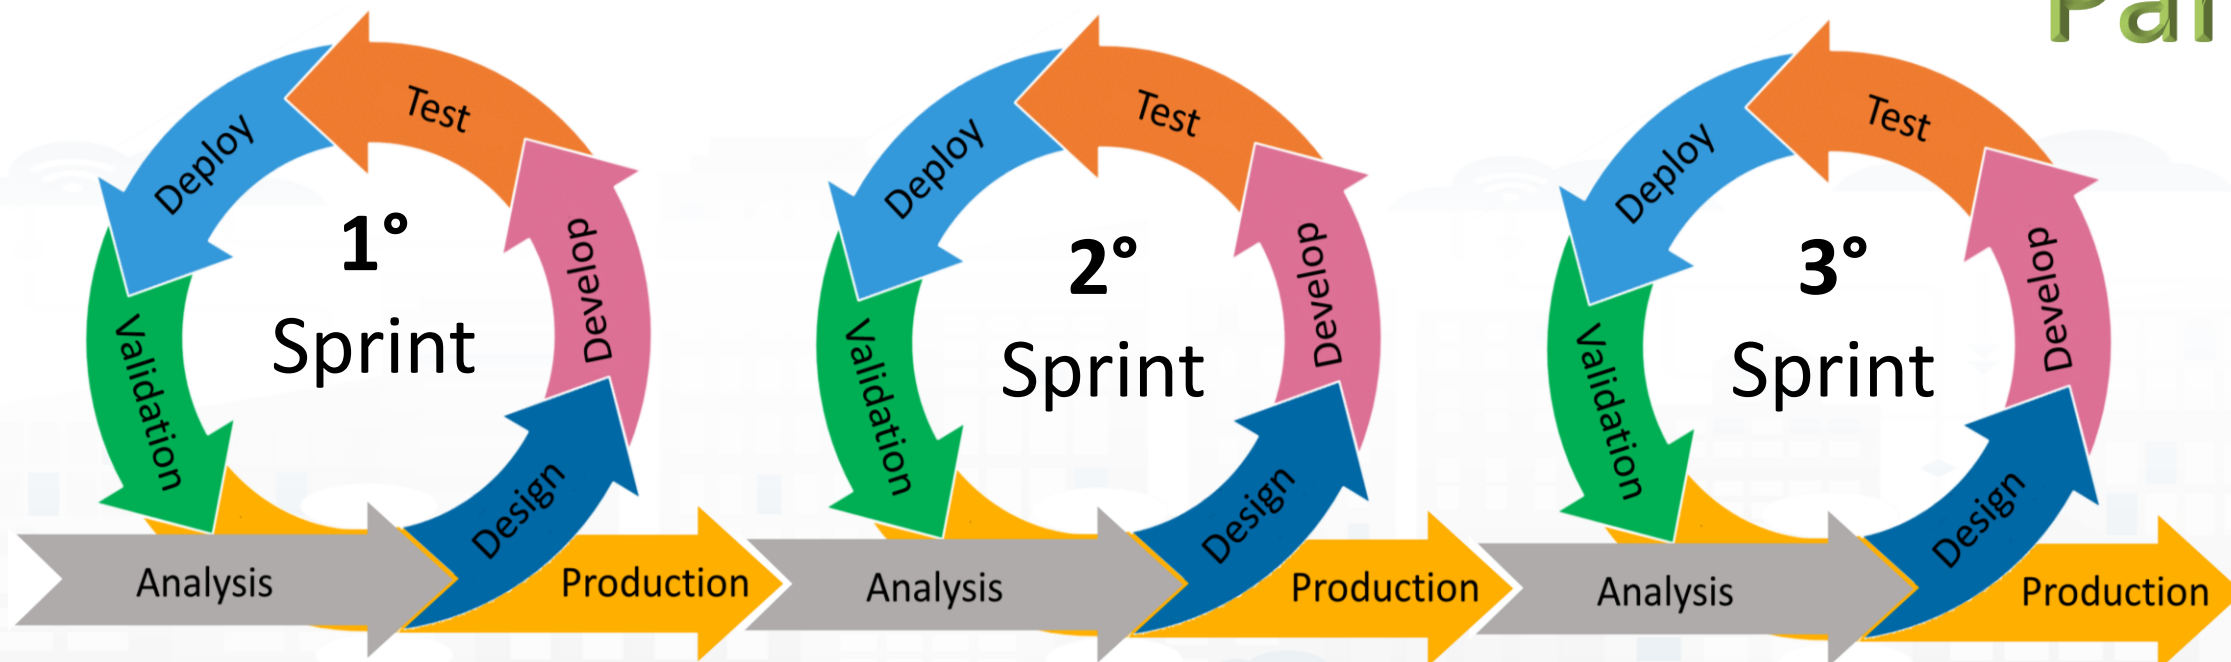 Test
Deploy
1°
Sprint
Develop
Validation
Design
Analysis
Production
Test
Deploy
2°
Sprint
Develop
Validation
Design
Analysis
Production
Test
Deploy
3°
Sprint
Develop
Validation
Design
Analysis
Production